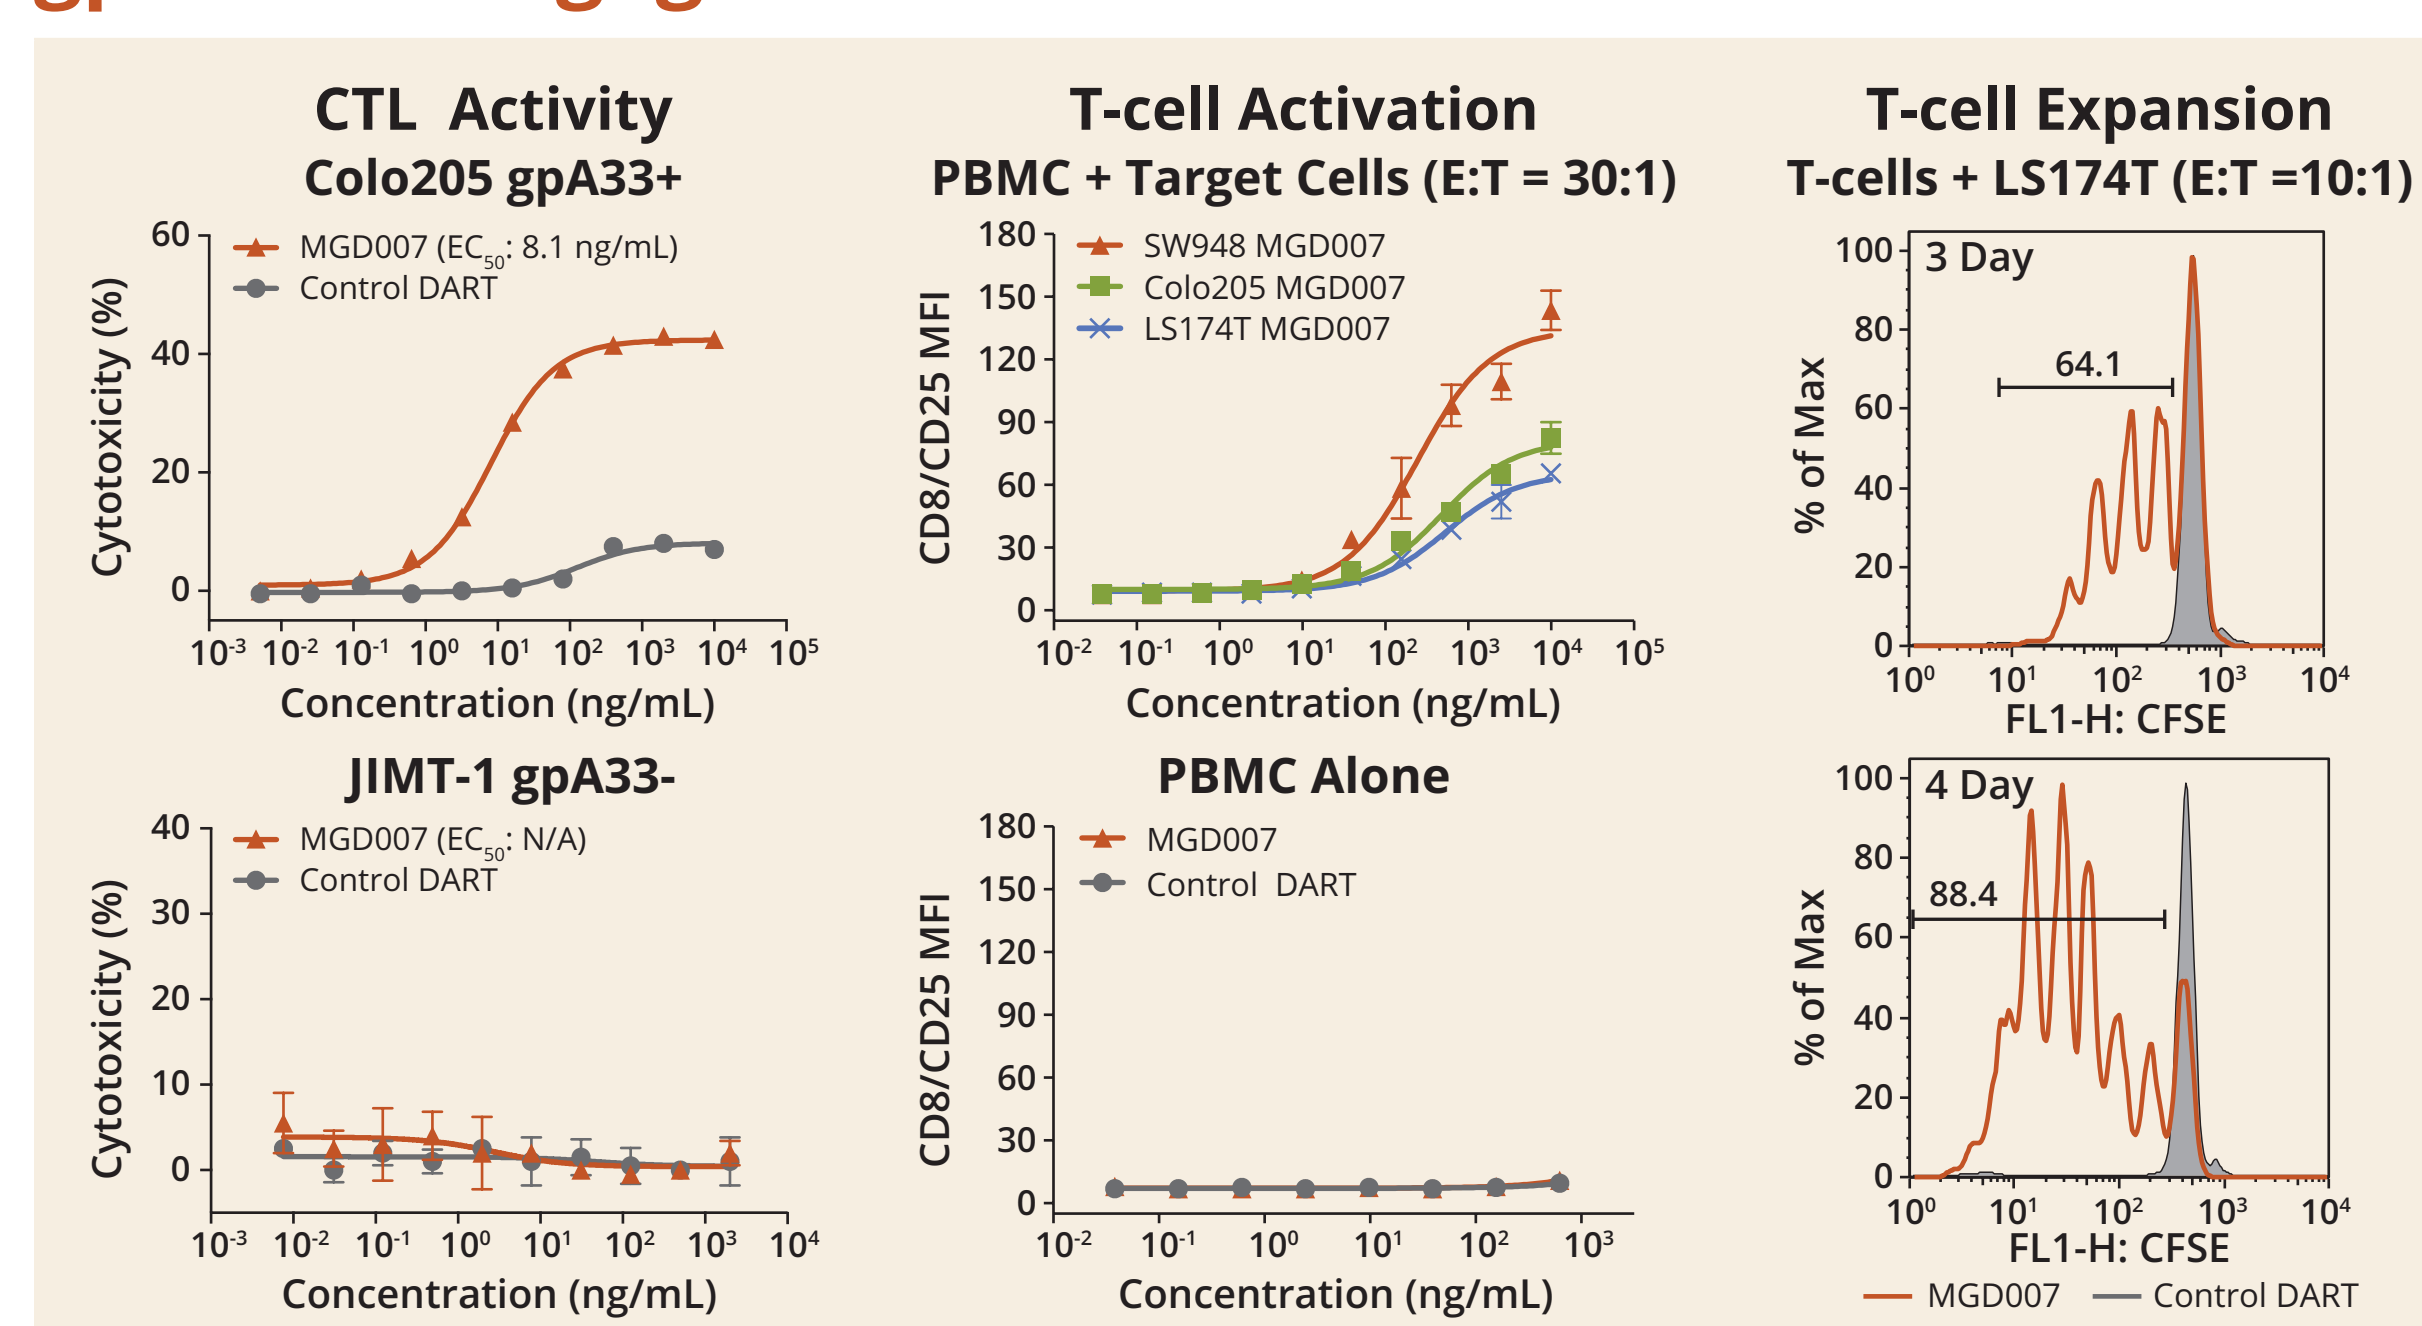 CTL Activity
Colo205 gpA33+
60
40
20
0
Cytotoxicity (%)
MGD007 (EC50: 8.1 ng/mL)
Control DART
10-3 10-2 10-1 100 101 102 103 104 105
Concentration (ng/mL)
JIMT-1 gpA33-
40
30
20
10
0
Cytotoxicity (%)
MGD007 (EC50: N/A)
Control DART
10-3 10-2 10-1 100 101 102 103 104
Concentration (ng/mL)
T-cell Activation
PBMC + Target Cells (E:T = 30:1)
180
150
120
90
60
30
0
CD8/CD25 MFI
SW948 MGD007
Colo205 MGD007
LS174T MGD007
10-2 10-1 100 101 102 103 104 105
Concentration (ng/mL)
PBMC Alone
180
150
120
90
60
30
0
CD8/CD25 MFI
MGD007
Control DART
10-2 10-1 100 101 102 103
Concentration (ng/mL)
T-cell Expansion
T-cells + LS174T (E:T =10:1)
100
80
60
40
20
0
% of Max
3 Day
64.1
100 101 102 103 104
FL1-H: CFSE
100
80
60
40
20
0
% of Max
4 Day
88.4
100 101 102 103 104
FL1-H: CFSE
MGD007 Control DART